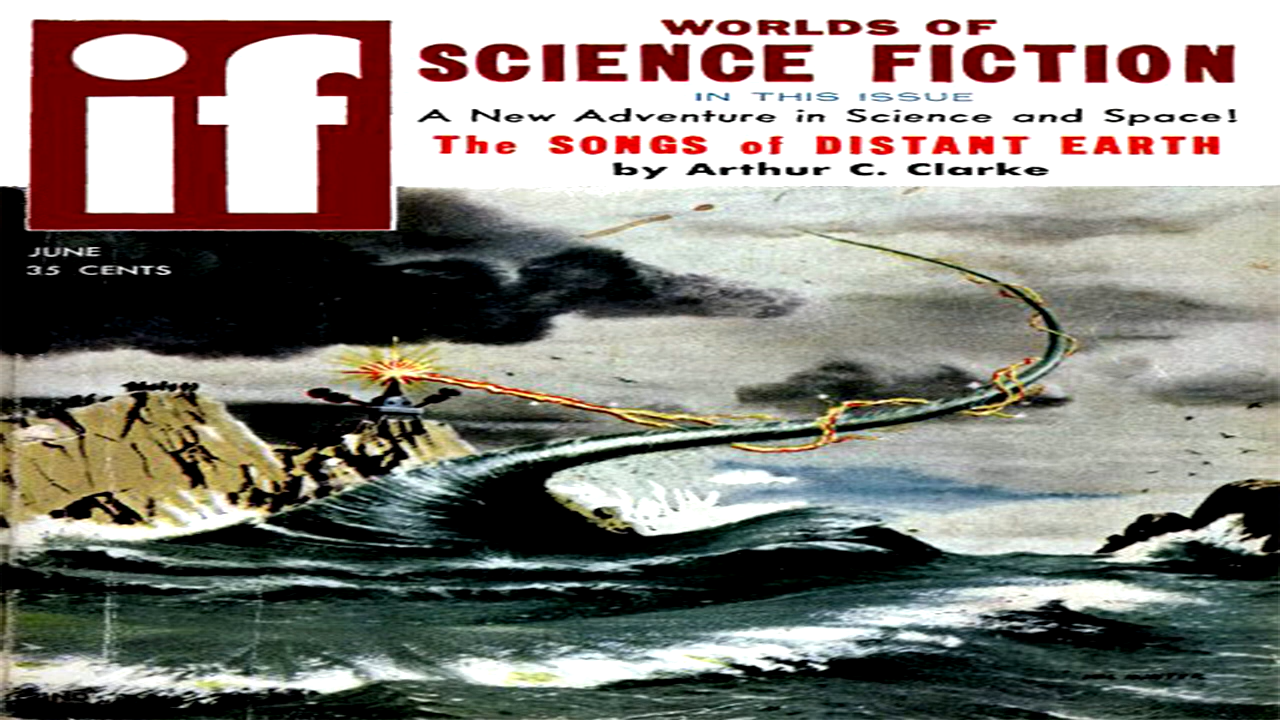 if
WORLDS OF
SCIENCE FICTION
IN THIS ISSUE
A New Adventure in Science and Space!
The SONGS of DISTANT EARTH
by Arthur C. Clarke
JUNE
35 CENTS